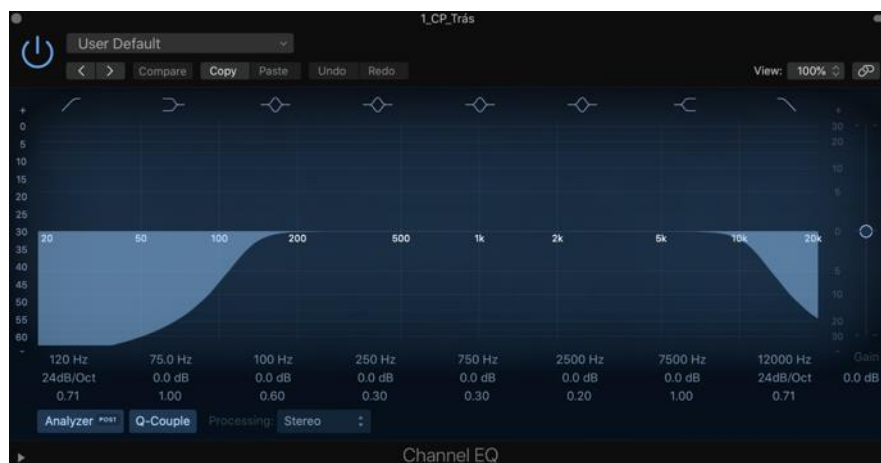 1_CP_Trás
User Default
Compare Copy Paste Undo Redo View: 100%
+ +
0 30
5 20
10
15 10
20 5
25
30 20 50 100 200 500 1k 2k 5k 10k 20k 0
35
40 5
45
50 10
55 20
60 30
- -
120 Hz 75.0 Hz 100 Hz 250 Hz 750 Hz 2500 Hz 7500 Hz 12000 Hz Gain
24dB/Oct 0.0 dB 0.0 dB 0.0 dB 0.0 dB 0.0 dB 0.0 dB 24dB/Oct 0.0 dB
0.71 1.00 0.60 0.30 0.30 0.20 1.00 0.71
Analyzer POST Q-Couple Processing: Stereo
Channel EQ